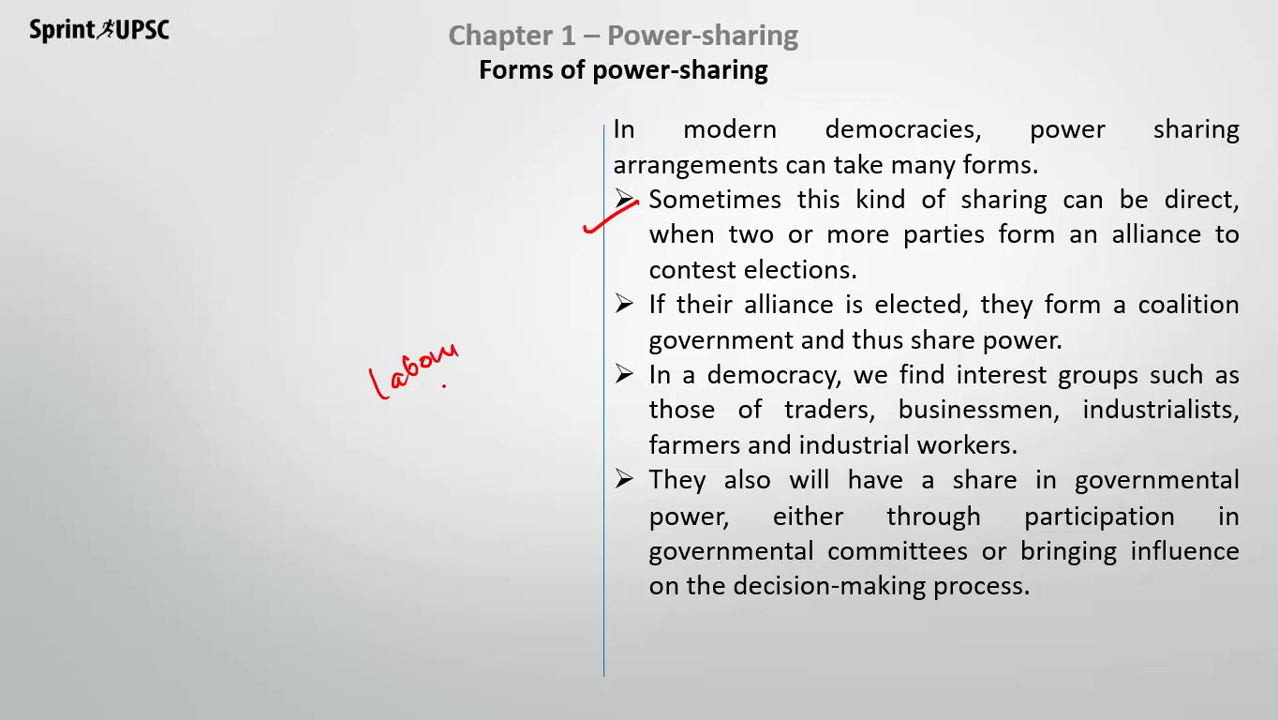 Sprint UPSC
Chapter 1 – Power-sharing
Forms of power-sharing
In modern democracies, power sharing
arrangements can take many forms.
➢ Sometimes this kind of sharing can be direct,
when two or more parties form an alliance to
contest elections.
➢ If their alliance is elected, they form a coalition
government and thus share power.
➢ In a democracy, we find interest groups such as
those of traders, businessmen, industrialists,
farmers and industrial workers.
➢ They also will have a share in governmental
power, either through participation in
governmental committees or bringing influence
on the decision-making process.
Labour